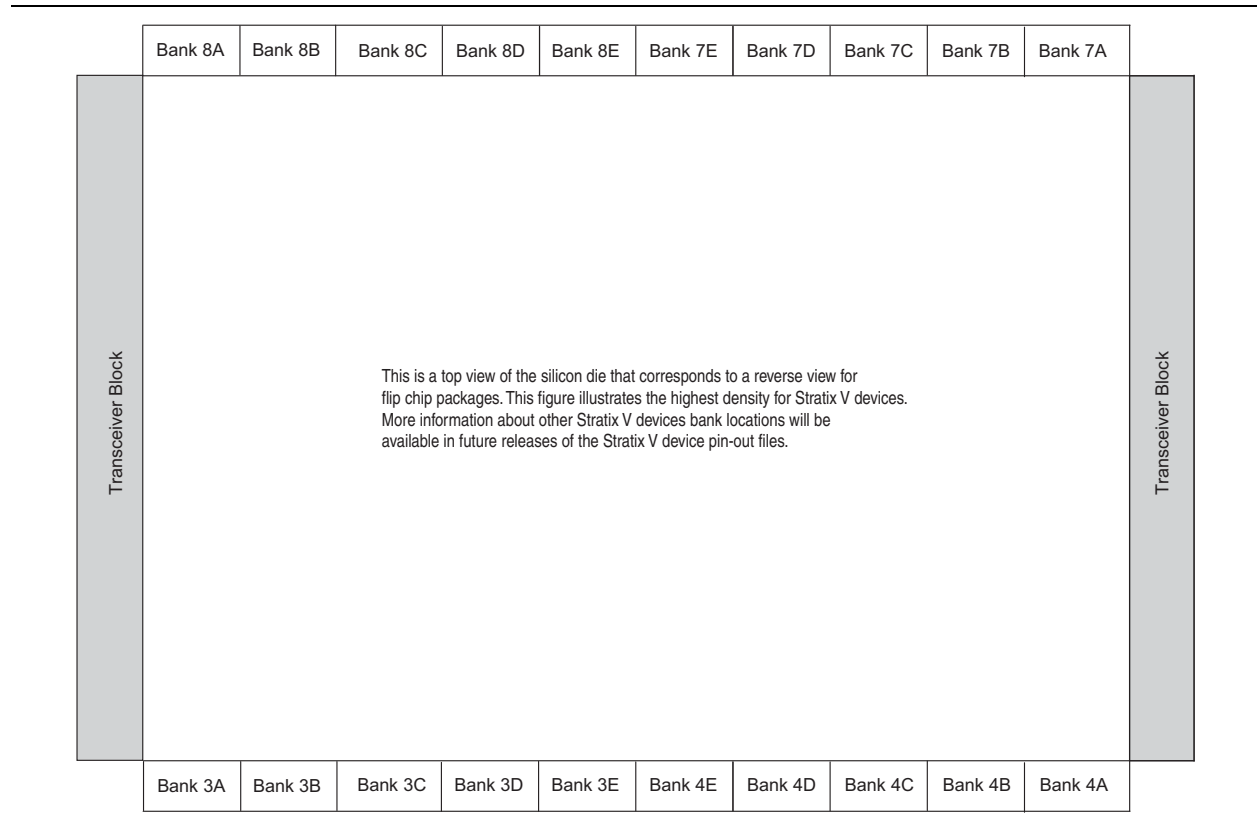 Bank 8A Bank 8B Bank 8C Bank 8D Bank 8E Bank 7E Bank 7D Bank 7C Bank 7B Bank 7A
Transceiver Block
This is a top view of the silicon die that corresponds to a reverse view for
flip chip packages. This figure illustrates the highest density for Stratix V devices.
More information about other Stratix V devices bank locations will be
available in future releases of the Stratix V device pin-out files.
Transceiver Block
Bank 3A Bank 3B Bank 3C Bank 3D Bank 3E Bank 4E Bank 4D Bank 4C Bank 4B Bank 4A